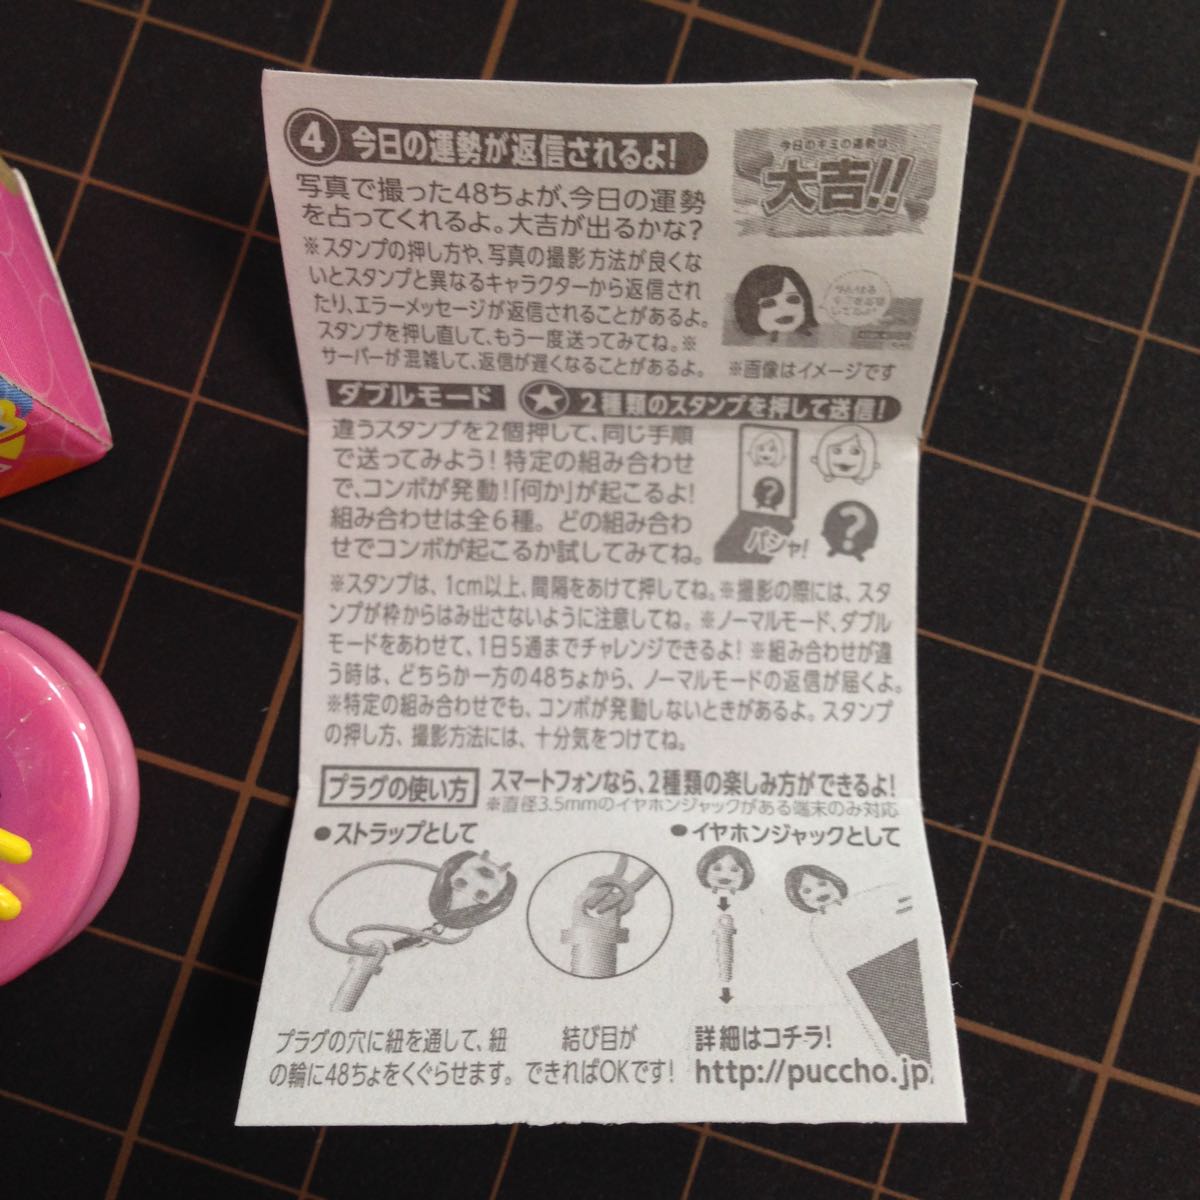 4 今日の運勢が返信されるよ!
写真で撮った48ちょが、今日の運勢
を占ってくれるよ。大吉が出るかな?
※スタンプの押し方や、写真の撮影方法が良くな
いとスタンプと異なるキャラクターから返信され
たり、エラーメッセージが返信されることがあるよ。
スタンプを押し直して、もう一度送ってみてね。※
サーバーが混雑して、返信が遅くなることがあるよ。
今日のキミの運勢は
大吉!!
※画像はイメージです
ダブルモード ★ 2種類のスタンプを押して送信!
違うスタンプを2個押して、同じ手順
で送ってみよう!特定の組み合わせ
で、コンボが発動!「何か」が起こるよ!
組み合わせは全6種。どの組み合わ
せでコンボが起こるか試してみてね。
?
?
パシャ!
※スタンプは、1cm以上、間隔をあけて押してね。※撮影の際には、スタ
ンプが枠からはみ出さないように注意してね。※ノーマルモード、ダブル
モードをあわせて、1日5通までチャレンジできるよ!※組み合わせが違
う時は、どちらか一方の48ちょから、ノーマルモードの返信が届くよ。
※特定の組み合わせでも、コンボが発動しないときがあるよ。スタンプ
の押し方、撮影方法には、十分気をつけてね。
プラグの使い方 スマートフォンなら、2種類の楽しみ方ができるよ!
※直径3.5mmのイヤホンジャックがある端末のみ対応
●ストラップとして
●イヤホンジャックとして
プラグの穴に紐を通して、紐
の輪に48ちょをくぐらせます。
結び目が
できればOKです!
詳細はコチラ!
http://puccho.jp